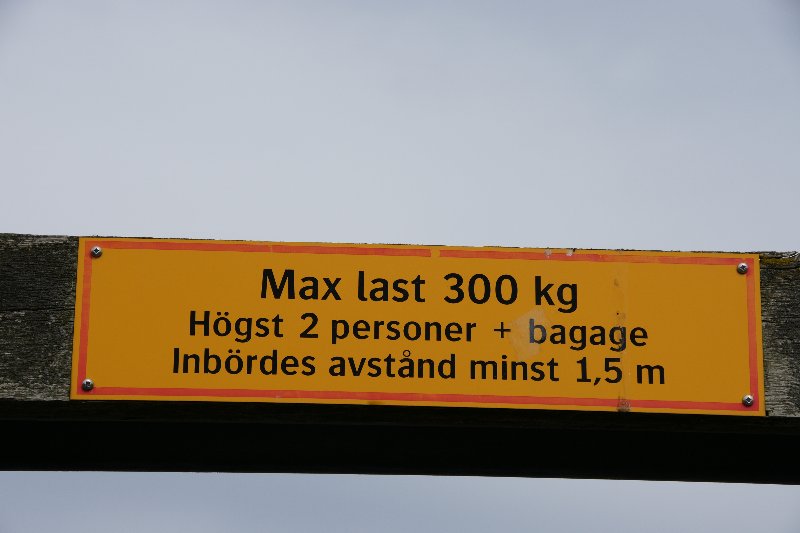 Max last 300 kg
Högst 2 personer + bagage
Inbördes avstånd minst 1,5 m